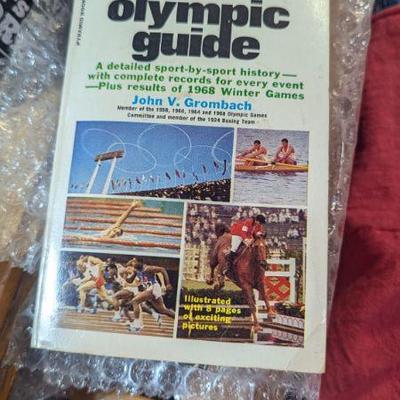 olympic
guide
A detailed sport-by-sport history—
with complete records for every event
—Plus results of 1968 Winter Games
John V. Grombach
Member of the 1956, 1960, 1964 and 1968 Olympic Games
Committee and member of the 1924 Boxing Team
Illustrated
with 8 pages
of exciting
pictures